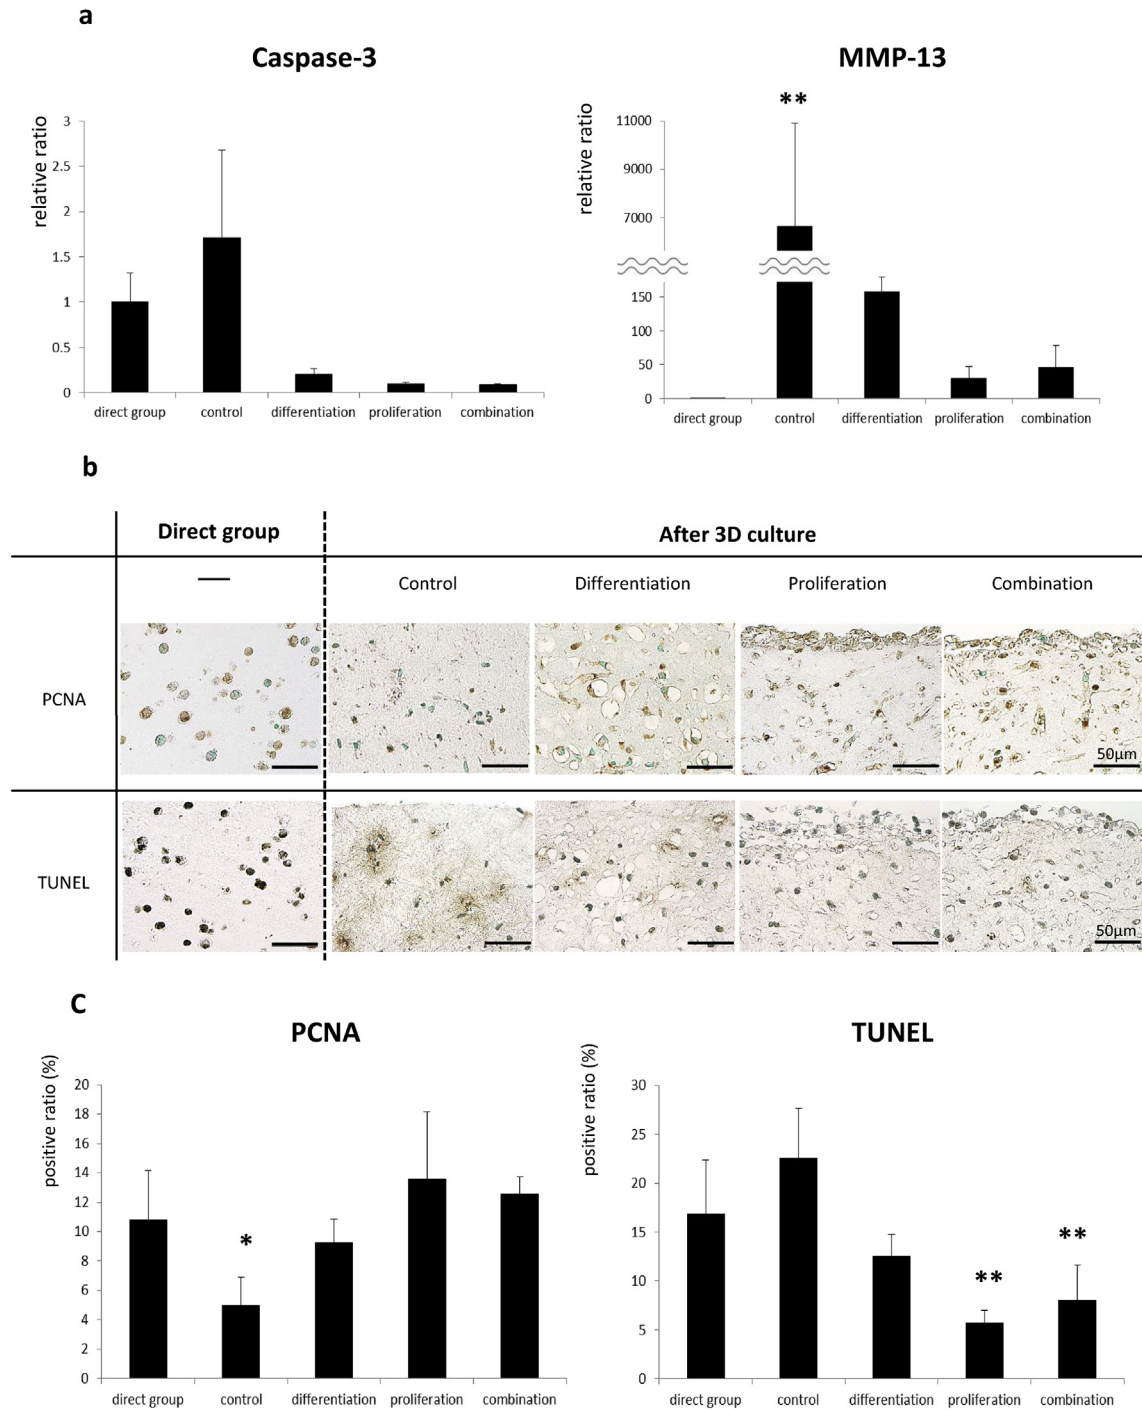 a
Caspase-3
relative ratio
3
2.5
2
1.5
1
0.5
0
direct group control differentiation proliferation combination
MMP-13
**
relative ratio
11000
9000
7000
150
100
50
0
direct group control differentiation proliferation combination
b
Direct group After 3D culture
Control Differentiation Proliferation Combination
PCNA
50μm
TUNEL
50μm
C
PCNA
positive ratio (%)
20
18
16
14
12
10
8
6
4
2
0
*
direct group control differentiation proliferation combination
TUNEL
positive ratio (%)
30
25
20
15
10
5
0
** **
direct group control differentiation proliferation combination